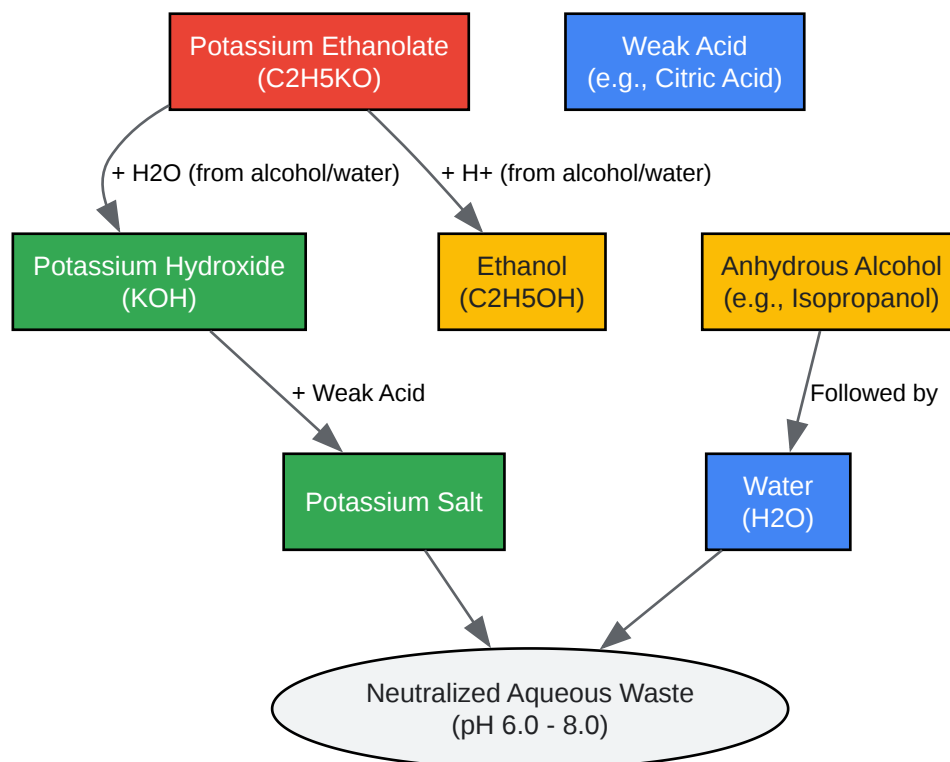 Potassium Ethanolate
(C2H5KO)
Weak Acid
(e.g., Citric Acid)
+ H2O (from alcohol/water)
+ H+ (from alcohol/water)
Potassium Hydroxide
(KOH)
Ethanol
(C2H5OH)
Anhydrous Alcohol
(e.g., Isopropanol)
+ Weak Acid
Followed by
Potassium Salt
Water
(H2O)
Neutralized Aqueous Waste
(pH 6.0 - 8.0)